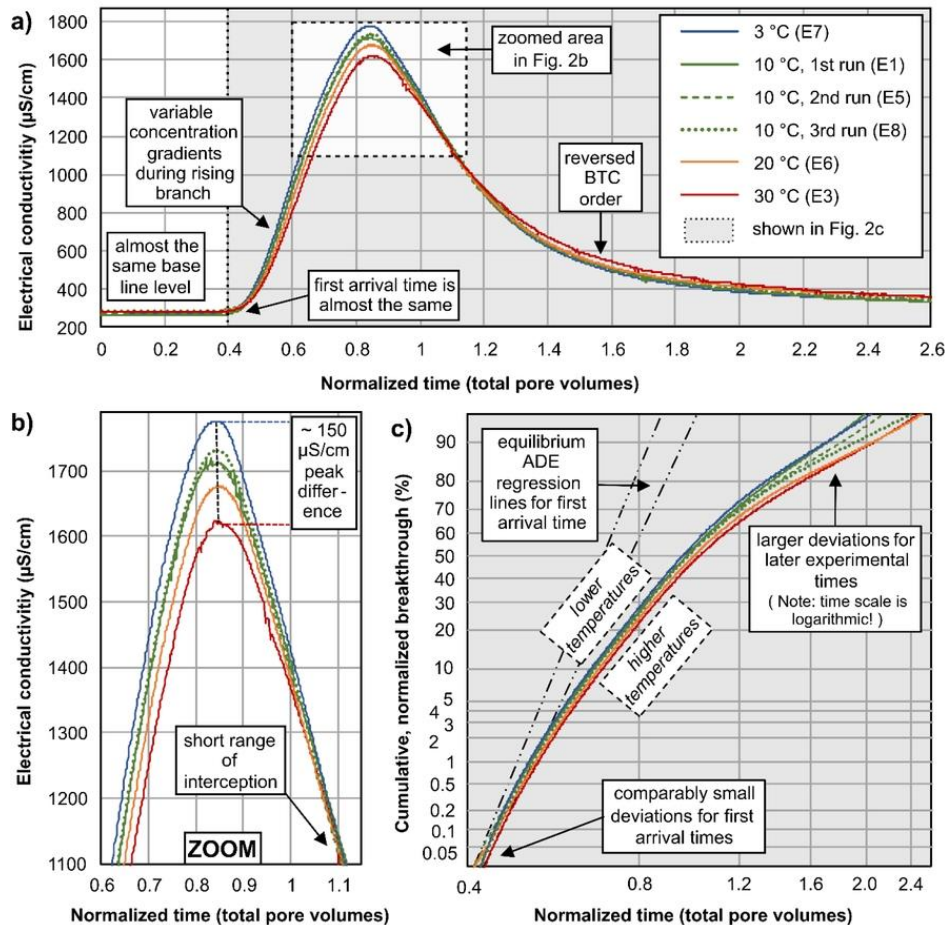 a)
Electrical conductivitiy (µS/cm)
1800
1600
1400
1200
1000
800
600
400
200
variable
concentration
gradients
during rising
branch
zoomed area
in Fig. 2b
almost the
same base
line level
first arrival time is
almost the same
reversed
BTC
order
3 °C (E7)
10 °C, 1st run (E1)
10 °C, 2nd run (E5)
10 °C, 3rd run (E8)
20 °C (E6)
30 °C (E3)
shown in Fig. 2c
0 0.2 0.4 0.6 0.8 1 1.2 1.4 1.6 1.8 2 2.2 2.4 2.6
Normalized time (total pore volumes)
b)
Electrical conductivity (µS/cm)
1700
1600
1500
1400
1300
1200
1100
~ 150
µS/cm
peak
differ-
ence
short range
of
interception
ZOOM
0.6 0.7 0.8 0.9 1 1.1
Normalized time (total pore volumes)
c)
Cumulative, normalized breakthrough (%)
90
80
70
60
50
40
30
20
10
5
4
3
2
1
0.5
0.2
0.1
0.05
equilibrium
ADE
regression
lines for first
arrival time
lower
temperatures
higher
temperatures
larger deviations for
later experimental
times
( Note: time scale is
logarithmic! )
comparably small
deviations for first
arrival times
0.4 0.8 1.2 1.6 2 2.4
Normalized time (total pore volumes)